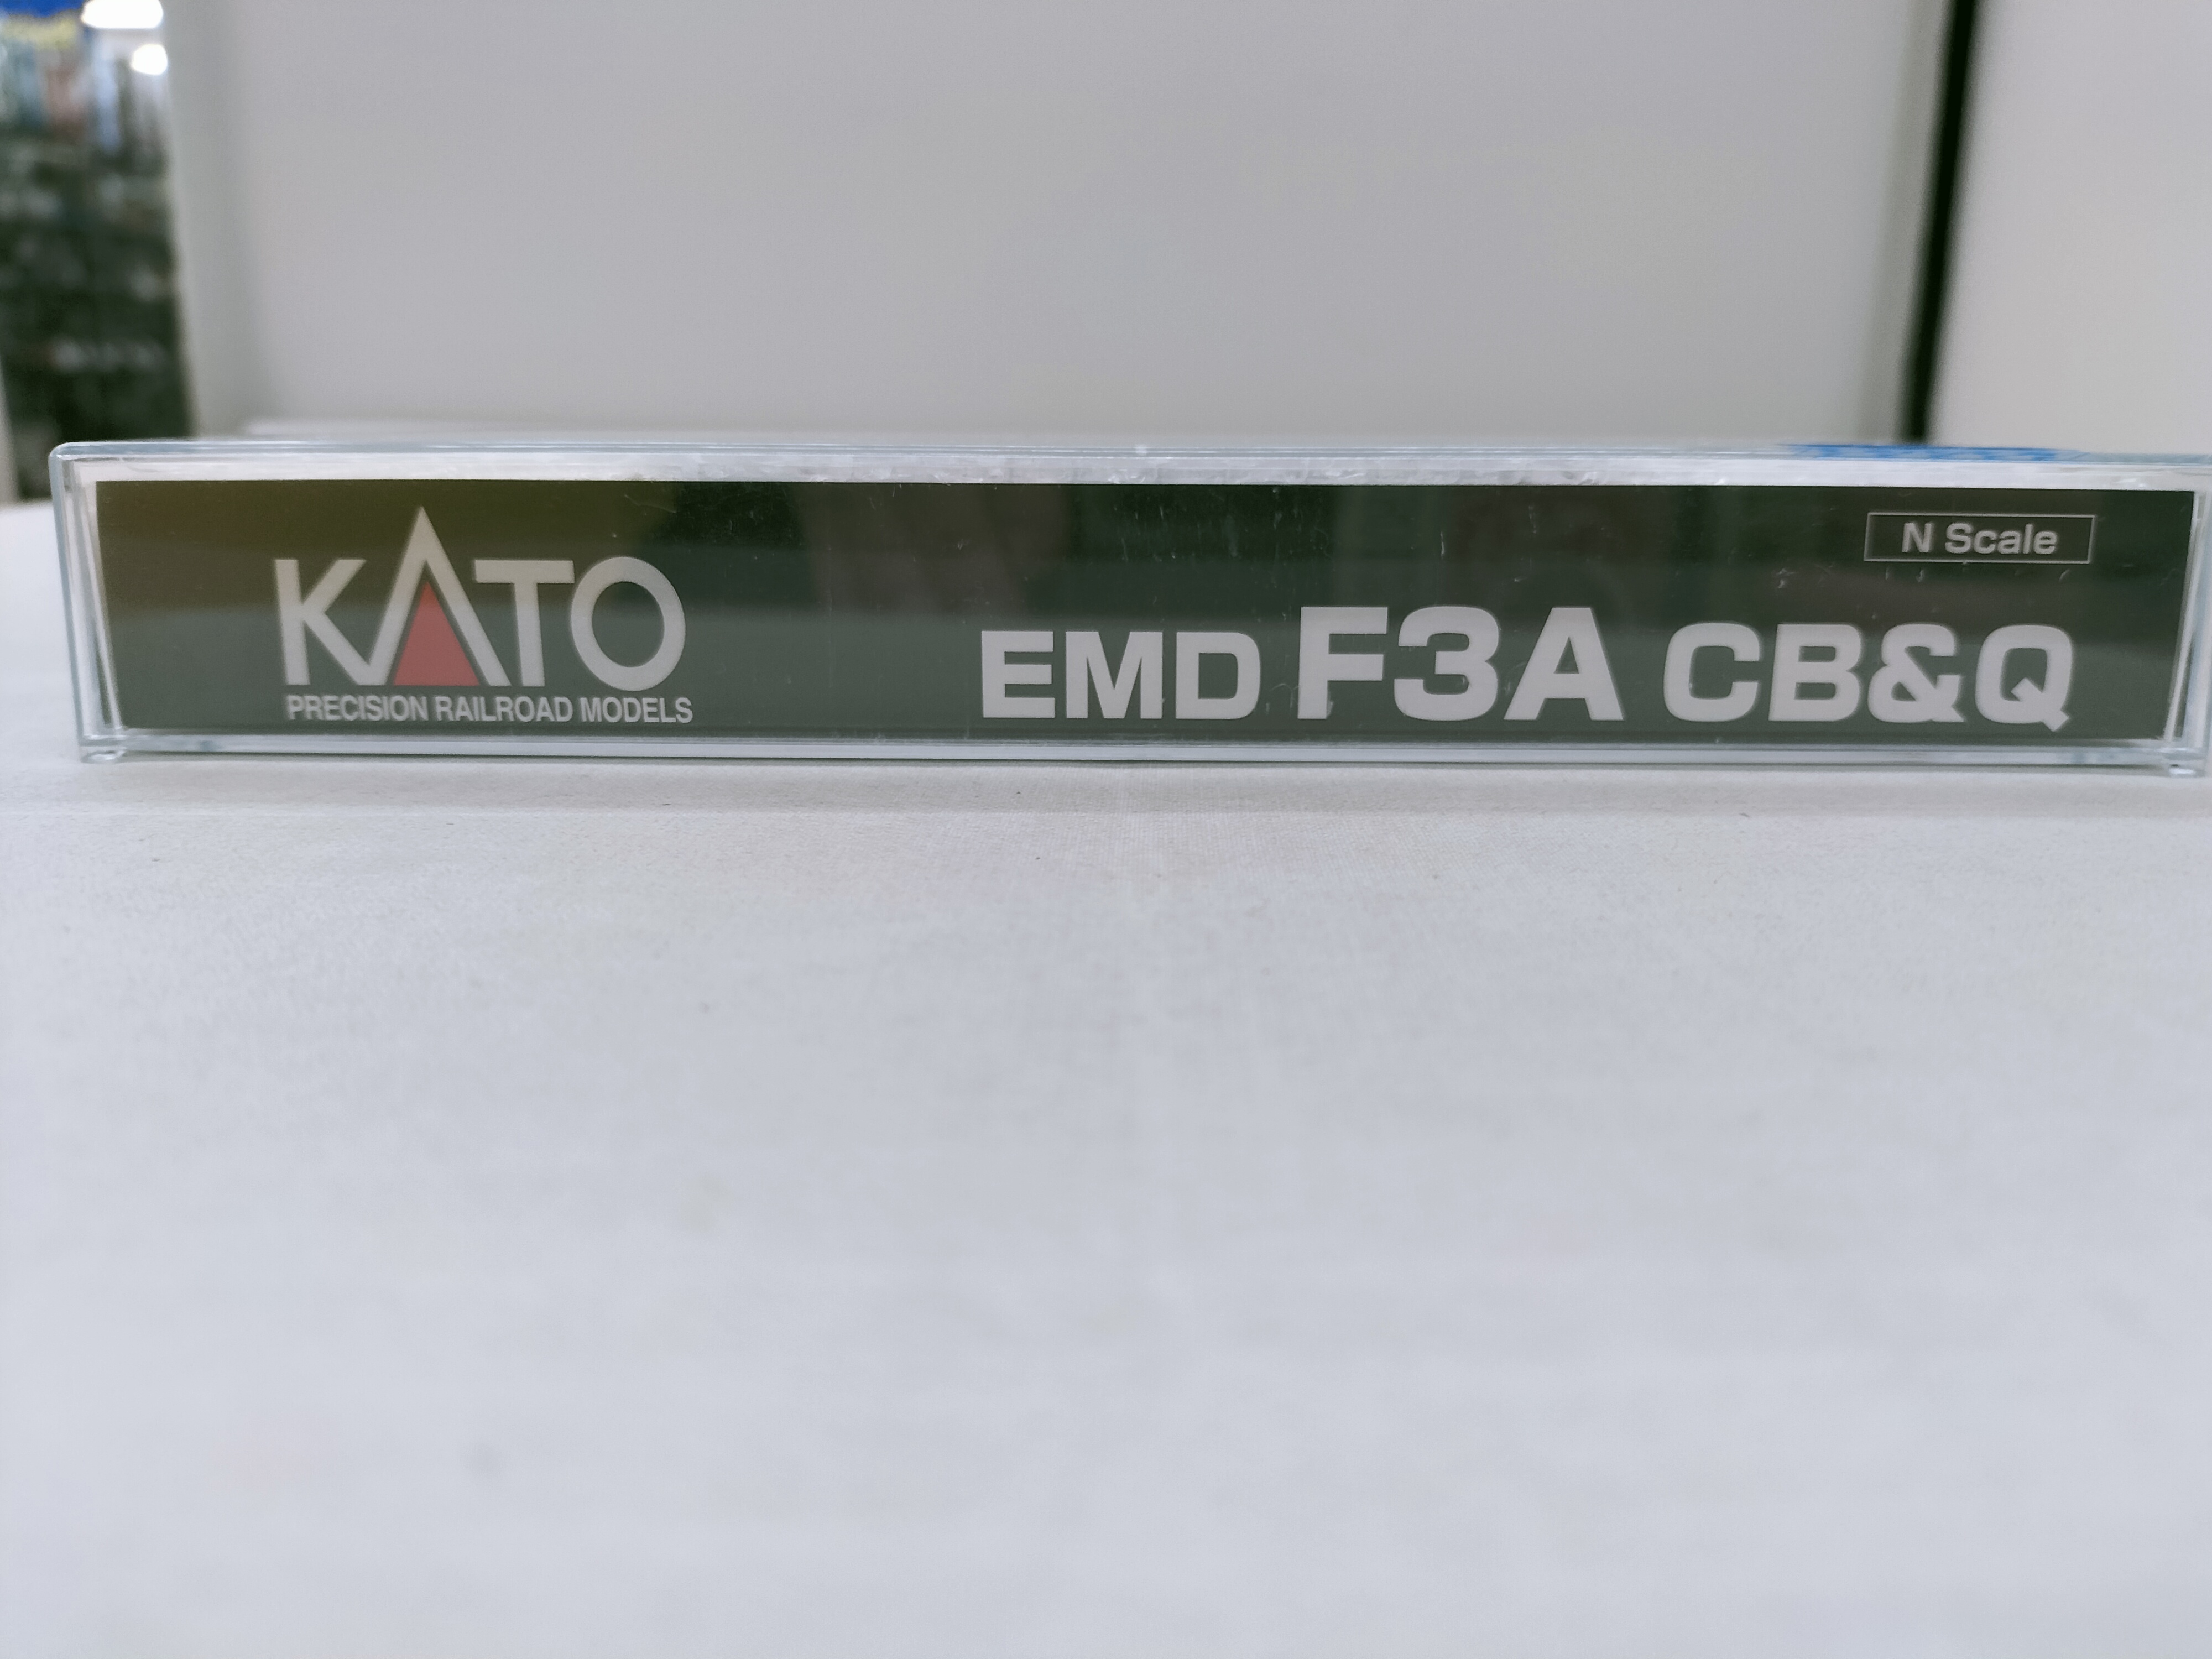 KATO
PRECISION RAILROAD MODELS
N Scale
EMD F3A CB&Q